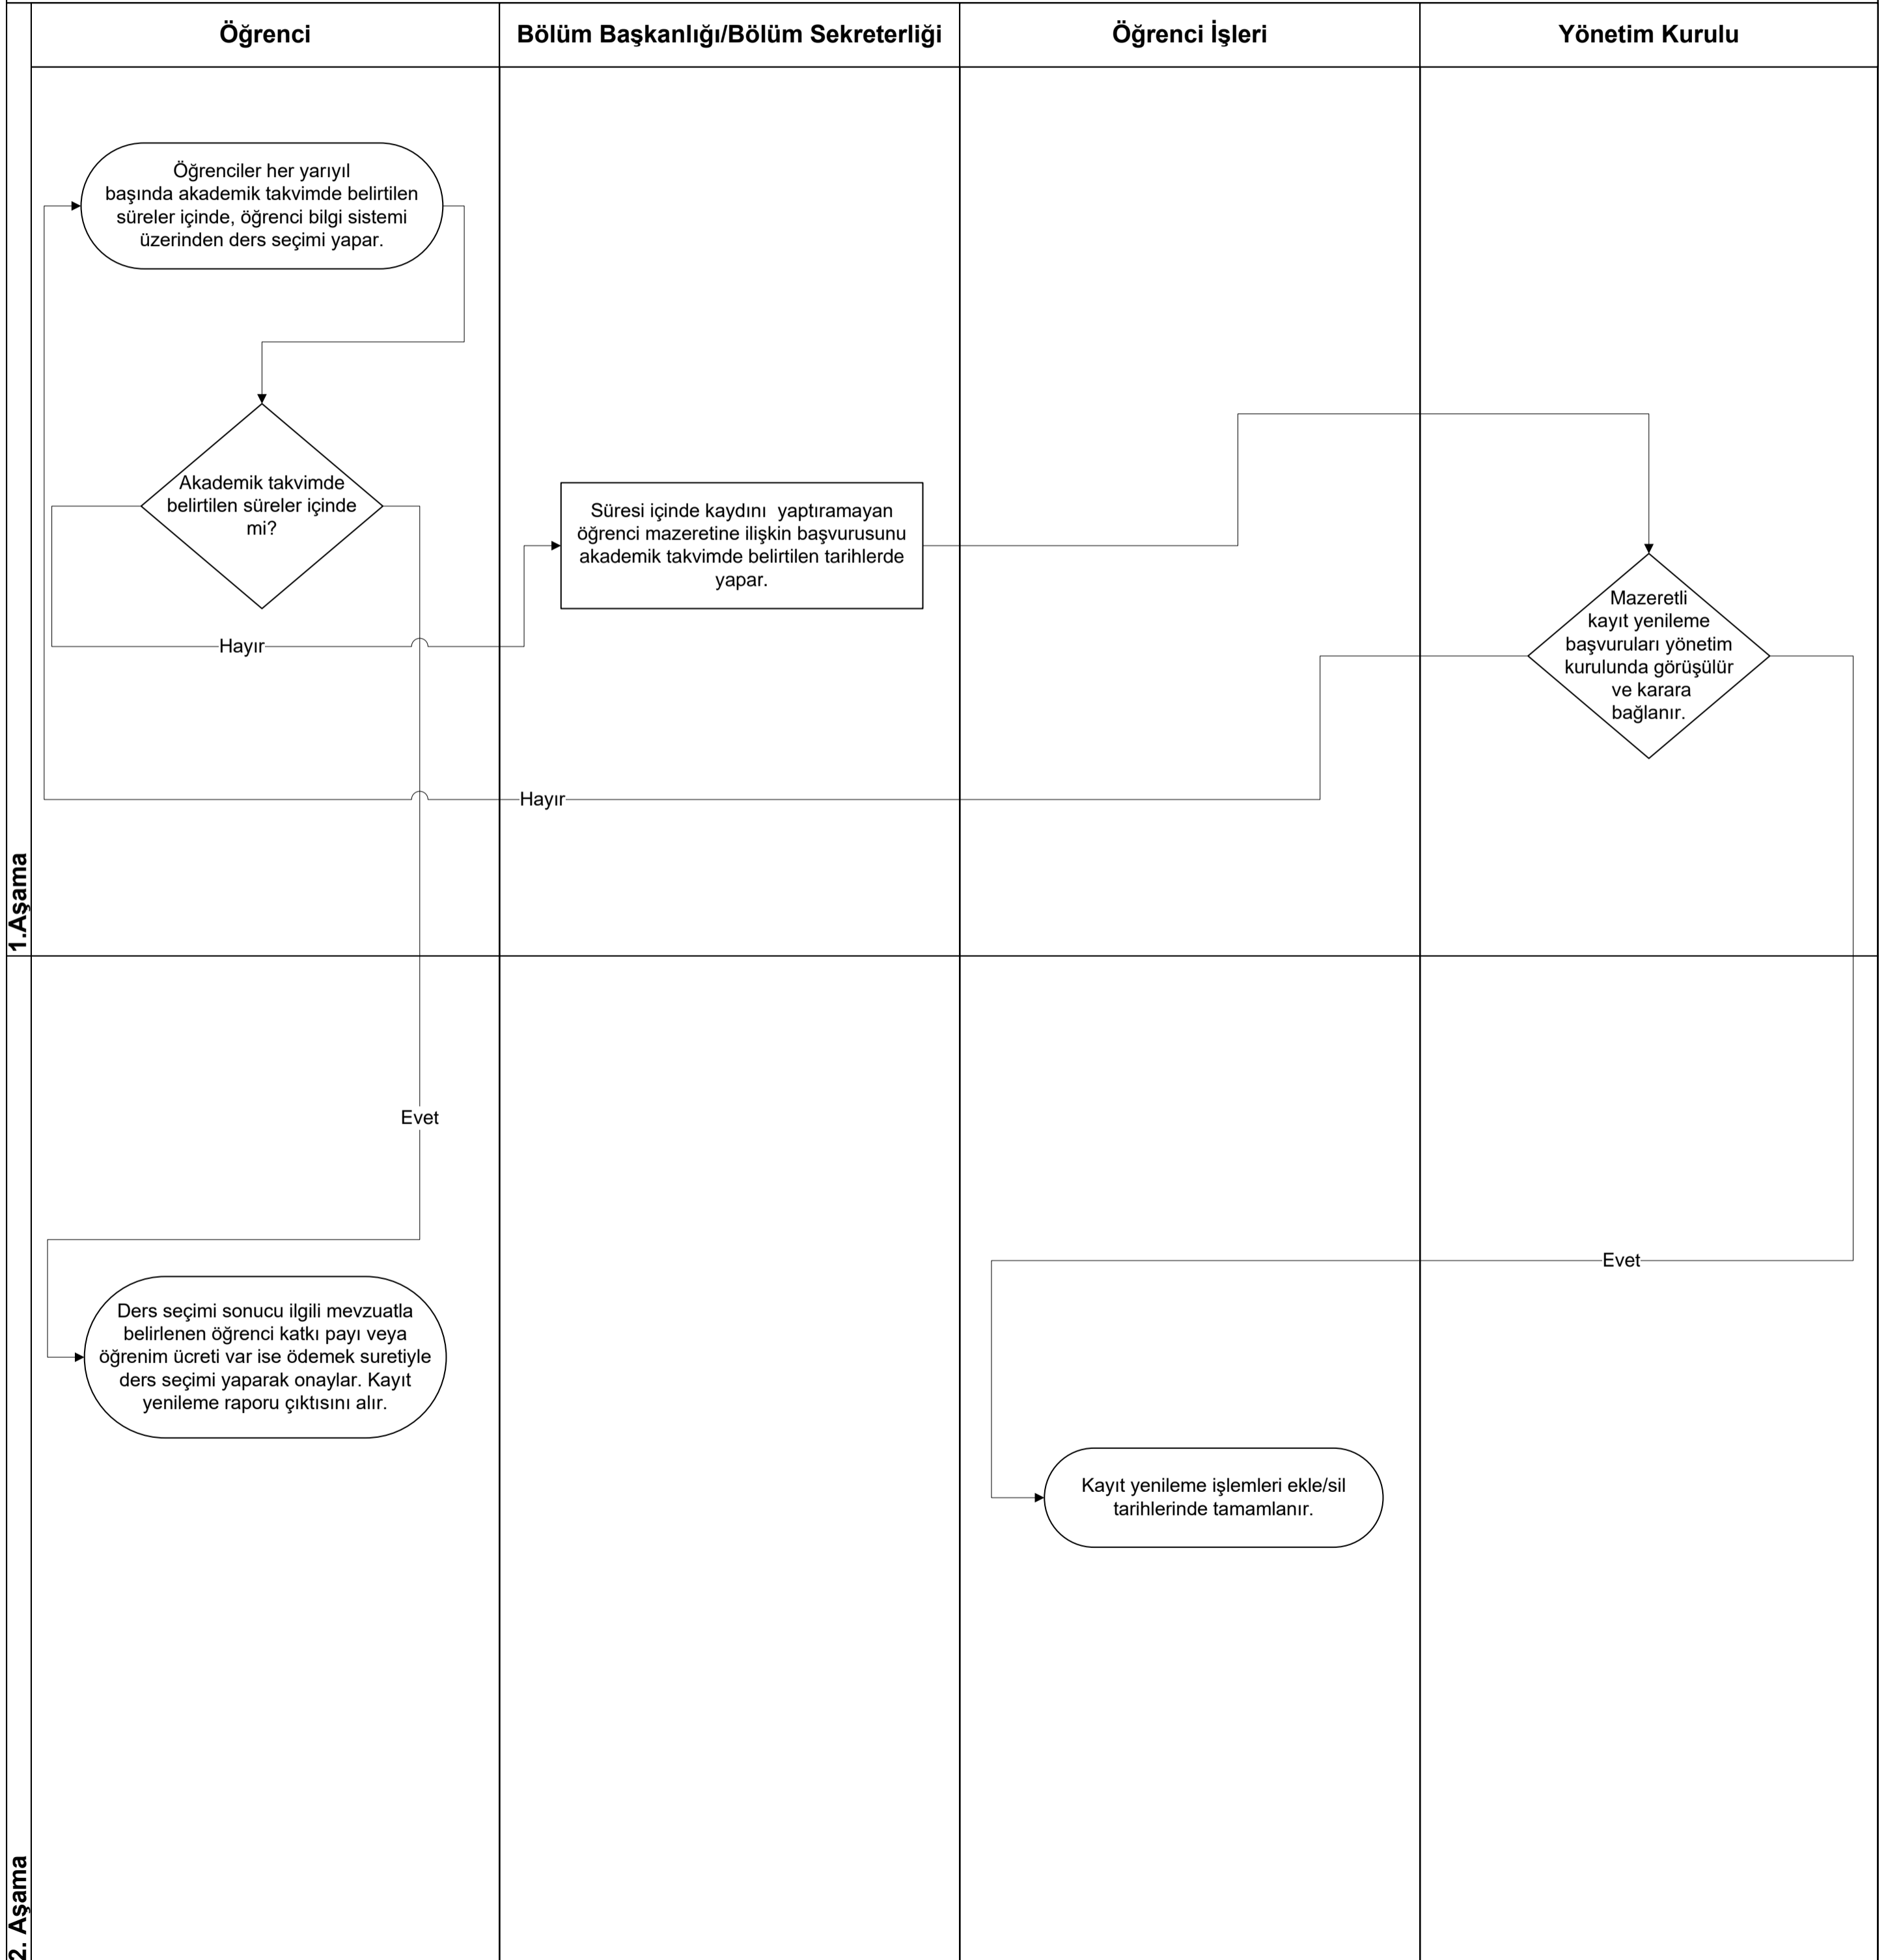 Öğrenci
Bölüm Başkanlığı/Bölüm Sekreterliği
Öğrenci İşleri
Yönetim Kurulu
1.Aşama
Öğrenciler her yarıyıl
başında akademik takvimde belirtilen
süreler içinde, öğrenci bilgi sistemi
üzerinden ders seçimi yapar.
Akademik takvimde
belirtilen süreler içinde
mi?
Hayır
Süresi içinde kaydını  yaptıramayan
öğrenci mazeretine ilişkin başvurusunu
akademik takvimde belirtilen tarihlerde
yapar.
Mazeretli
kayıt yenileme
başvuruları yönetim
kurulunda görüşülür
ve karara
bağlanır.
Hayır
2. Aşama
Evet
Evet
Ders seçimi sonucu ilgili mevzuatla
belirlenen öğrenci katkı payı veya
öğrenim ücreti var ise ödemek suretiyle
ders seçimi yaparak onaylar. Kayıt
yenileme raporu çıktısını alır.
Kayıt yenileme işlemleri ekle/sil
tarihlerinde tamamlanır.